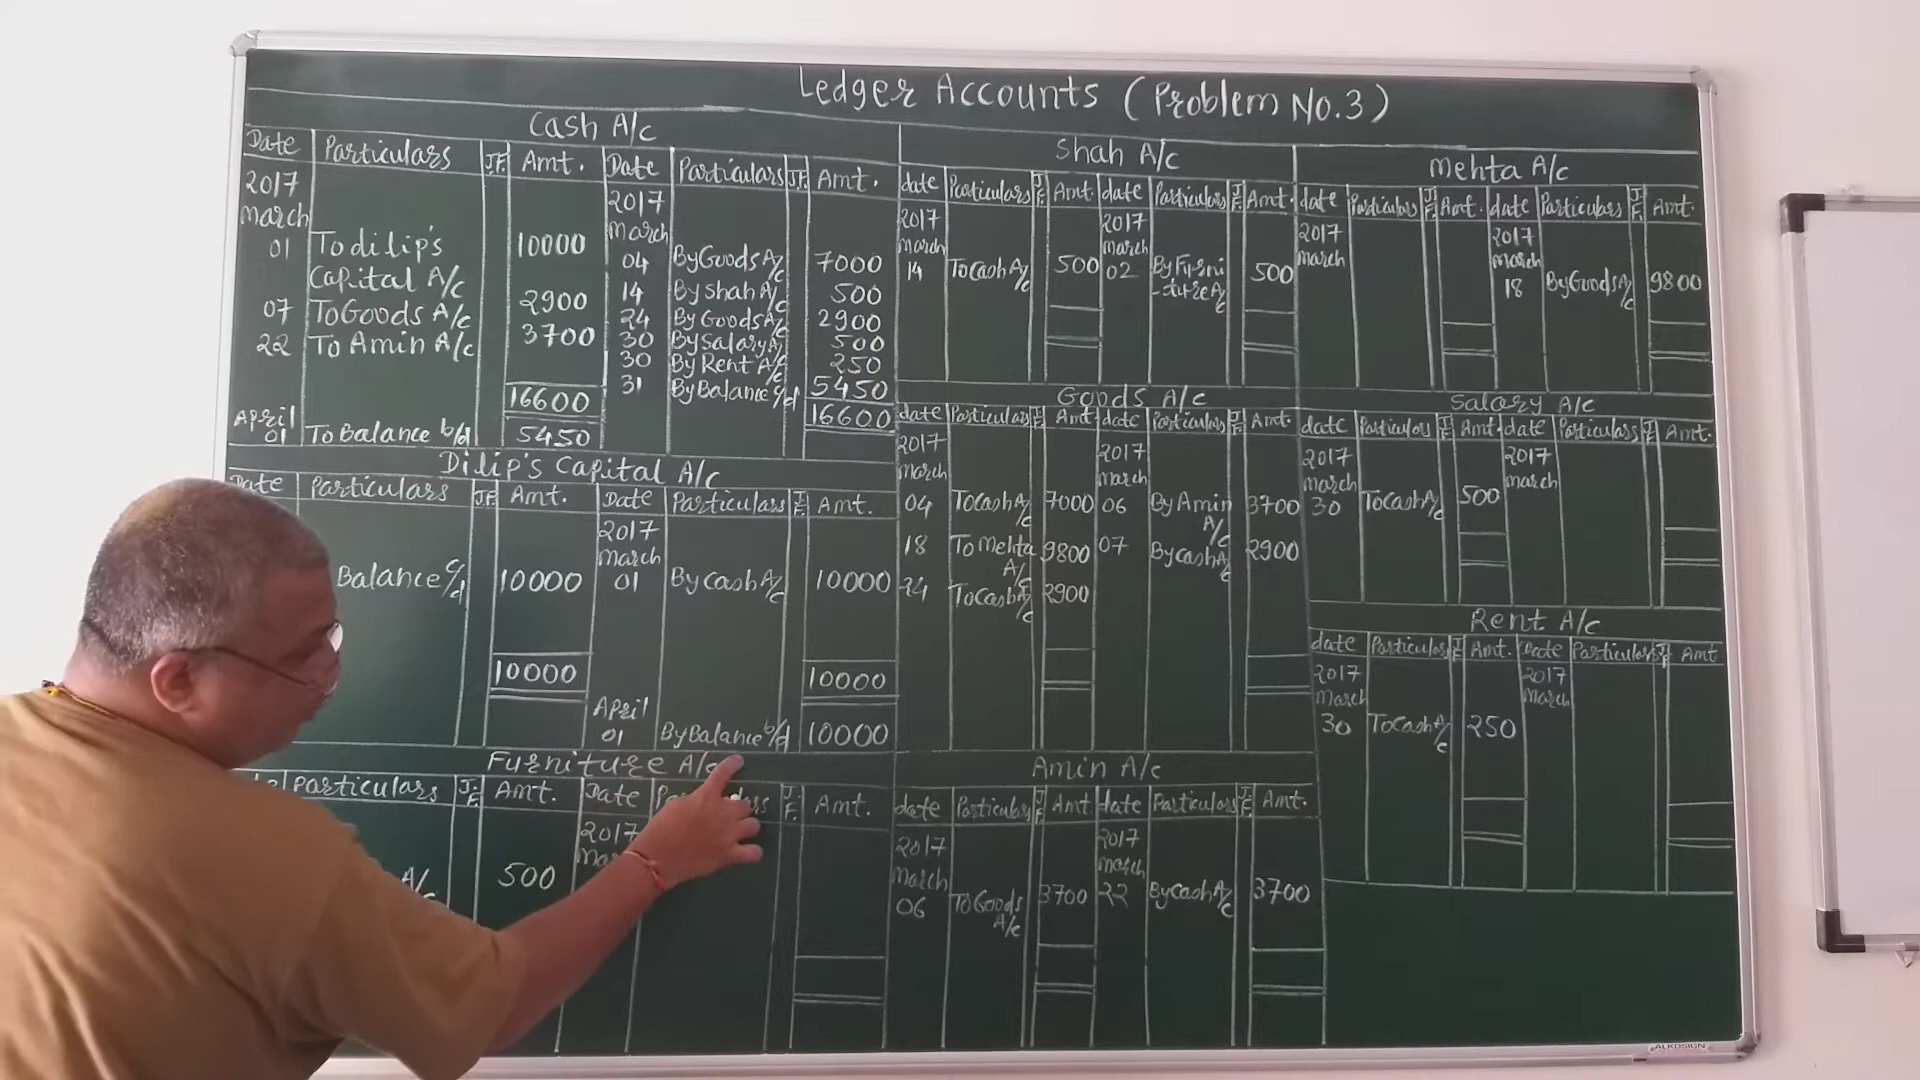 Ledger Accounts (Problem No.3)
Cash A/c
Date Particulars J.F. Amt. Date Particulars J.F. Amt.
2017 2017
March March
01 To dilip's 10000 04 By Goods A/c 7000
Capital A/c 14 By Shah A/c 500
07 To Goods A/c 2900 24 By Goods A/c 2900
22 To Amin A/c 3700 30 By Salary A/c 500
30 By Rent A/c 250
31 By Balance c/d 5450
16600 16600
April
01 To Balance b/d 5450
Dilip's Capital A/c
Date Particulars J.F. Amt. Date Particulars J.F. Amt.
2017
March
Balance c/d 10000 01 By Cash A/c 10000
10000 10000
April
01 By Balance b/d 10000
Furniture A/c
Particulars J.F. Amt. Date J.F. Amt.
2017
A/c 500
Shah A/c
date Particulars J.F. Amt. date Particulars J.F. Amt.
2017 2017
March March
14 To Cash A/c 500 02 By Furni 500
-ture A/c
Goods A/c
date Particulars J.F. Amt. date Particulars J.F. Amt.
2017 2017
March March
04 To Cash A/c 7000 06 By Amin 3700
A/c
18 To Mehta 9800 07 By Cash A/c 2900
A/c
24 To Cash A/c 2900
Amin A/c
date Particulars J.F. Amt. date Particulars J.F. Amt.
2017 2017
March March
06 To Goods 3700 22 By Cash A/c 3700
A/c
Mehta A/c
date Particulars J.F. Amt. date Particulars J.F. Amt.
2017 2017
March March
18 By Goods A/c 9800
Salary A/c
date Particulars J.F. Amt. date Particulars J.F. Amt.
2017 2017
March March
30 To Cash A/c 500
Rent A/c
date Particulars J.F. Amt. Date Particulars J.F. Amt
2017 2017
March March
30 To Cash A/c 250
ALKOSIGN